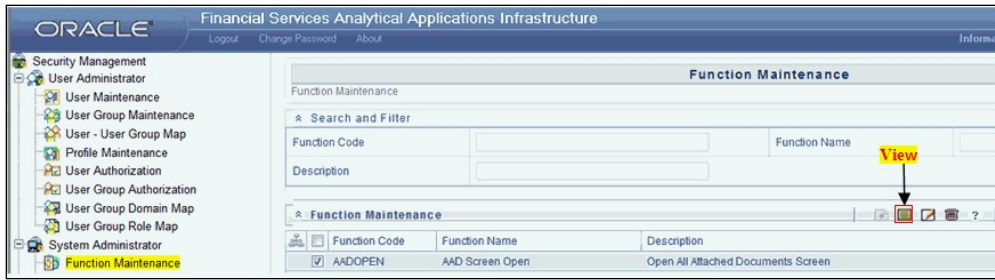 ORACLE
Financial Services Analytical Applications Infrastructure
Logout Change Password About
Security Management
User Administrator
User Maintenance
User Group Maintenance
User - User Group Map
Profile Maintenance
User Authorization
User Group Authorization
User Group Domain Map
User Group Role Map
System Administrator
Function Maintenance
Function Maintenance
Function Maintenance
Search and Filter
Function Code Function Name
Description
View
Function Maintenance ?
Function Code Function Name Description
AADOPEN AAD Screen Open Open All Attached Documents Screen